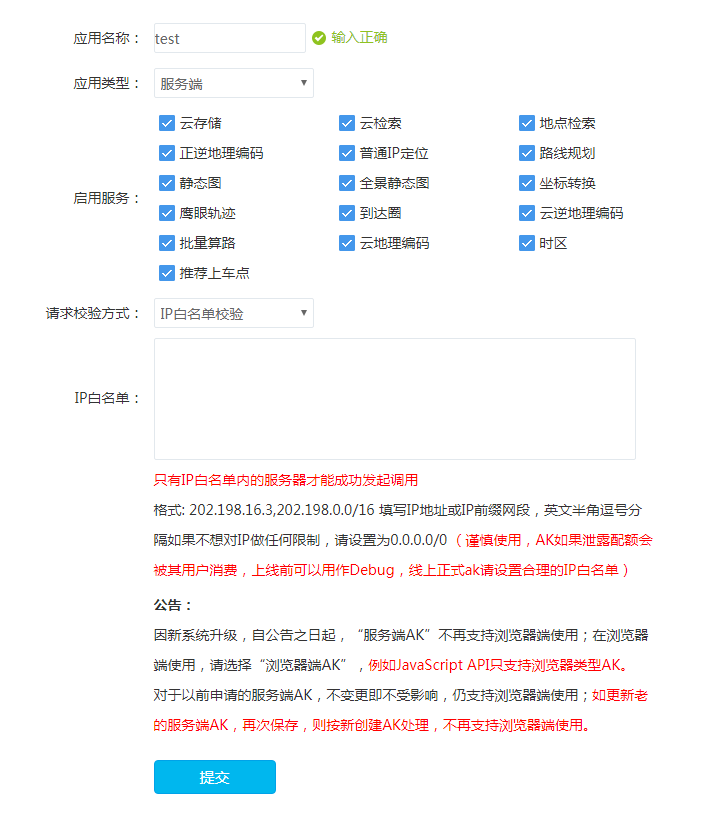 应用名称： test 输入正确
应用类型： 服务端
云存储 云检索 地点检索
正逆地理编码 普通IP定位 路线规划
静态图 全景静态图 坐标转换
启用服务：
鹰眼轨迹 到达圈 云逆地理编码
批量算路 云地理编码 时区
推荐上车点
请求校验方式： IP白名单校验
IP白名单：
只有IP白名单内的服务器才能成功发起调用
格式: 202.198.16.3,202.198.0.0/16 填写IP地址或IP前缀网段，英文半角逗号分
隔如果不想对IP做任何限制，请设置为0.0.0.0/0（谨慎使用，AK如果泄露配额会
被其用户消费，上线前可以用作Debug，线上正式ak请设置合理的IP白名单）
公告：
因新系统升级，自公告之日起，“服务端AK”不再支持浏览器端使用；在浏览器
端使用，请选择“浏览器端AK”，例如JavaScript API只支持浏览器类型AK。
对于以前申请的服务端AK，不变更即不受影响，仍支持浏览器端使用；如更新老
的服务端AK，再次保存，则按新创建AK处理，不再支持浏览器端使用。
提交